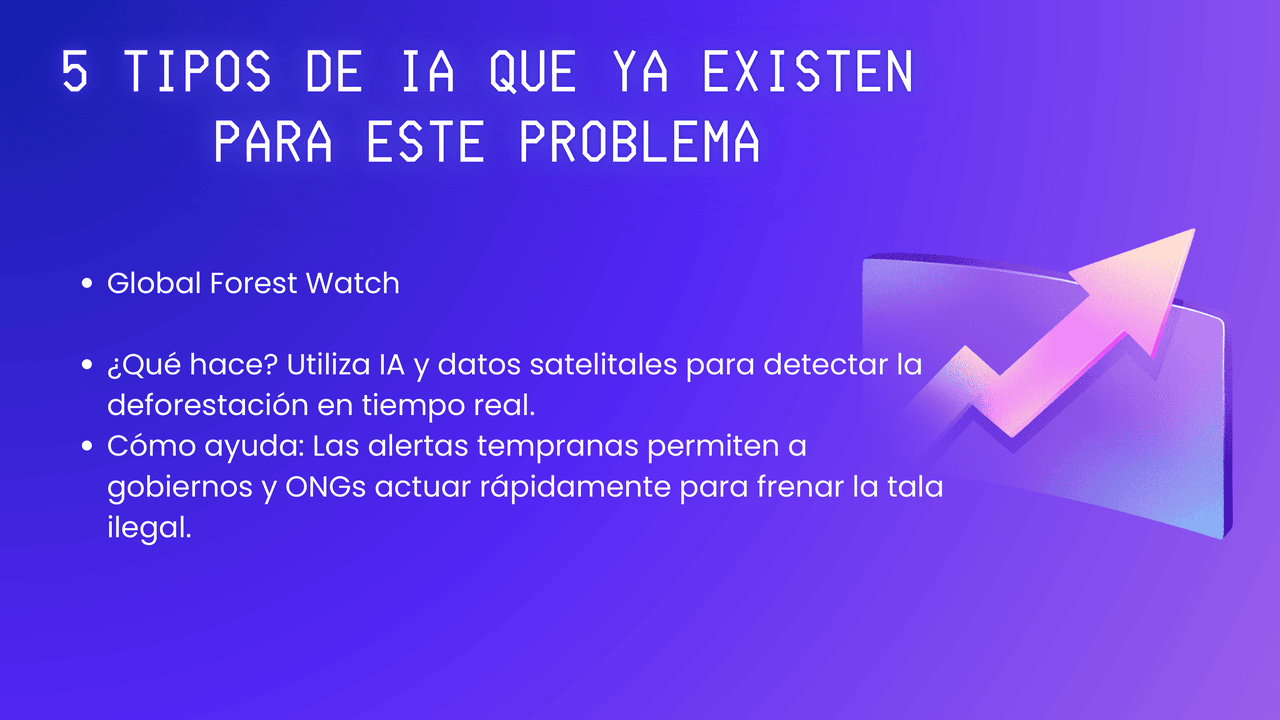 5 TIPOS DE IA QUE YA EXISTEN
PARA ESTE PROBLEMA
• Global Forest Watch
• ¿Qué hace? Utiliza IA y datos satelitales para detectar la
deforestación en tiempo real.
• Cómo ayuda: Las alertas tempranas permiten a
gobiernos y ONGs actuar rápidamente para frenar la tala
ilegal.